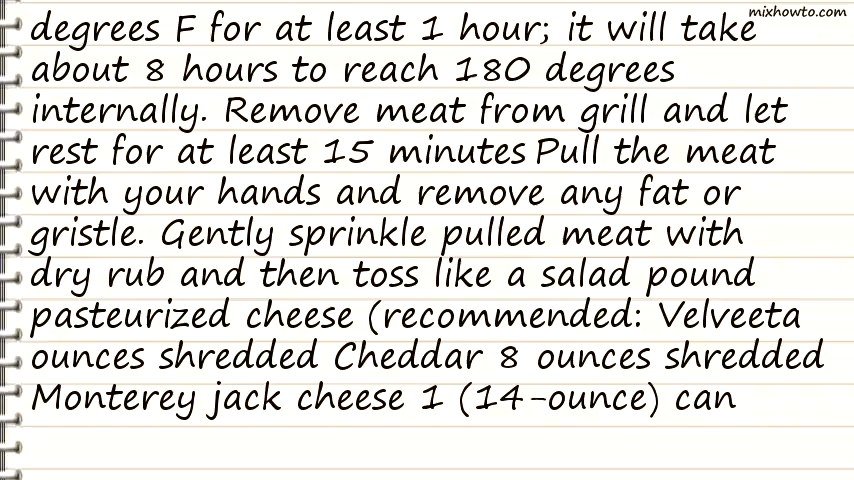 mixhowto.com
degrees F for at least 1 hour; it will take
about 8 hours to reach 180 degrees
internally. Remove meat from grill and let
rest for at least 15 minutes Pull the meat
with your hands and remove any fat or
gristle. Gently sprinkle pulled meat with
dry rub and then toss like a salad pound
pasteurized cheese (recommended: Velveeta
ounces shredded Cheddar 8 ounces shredded
Monterey jack cheese 1 (14-ounce) can